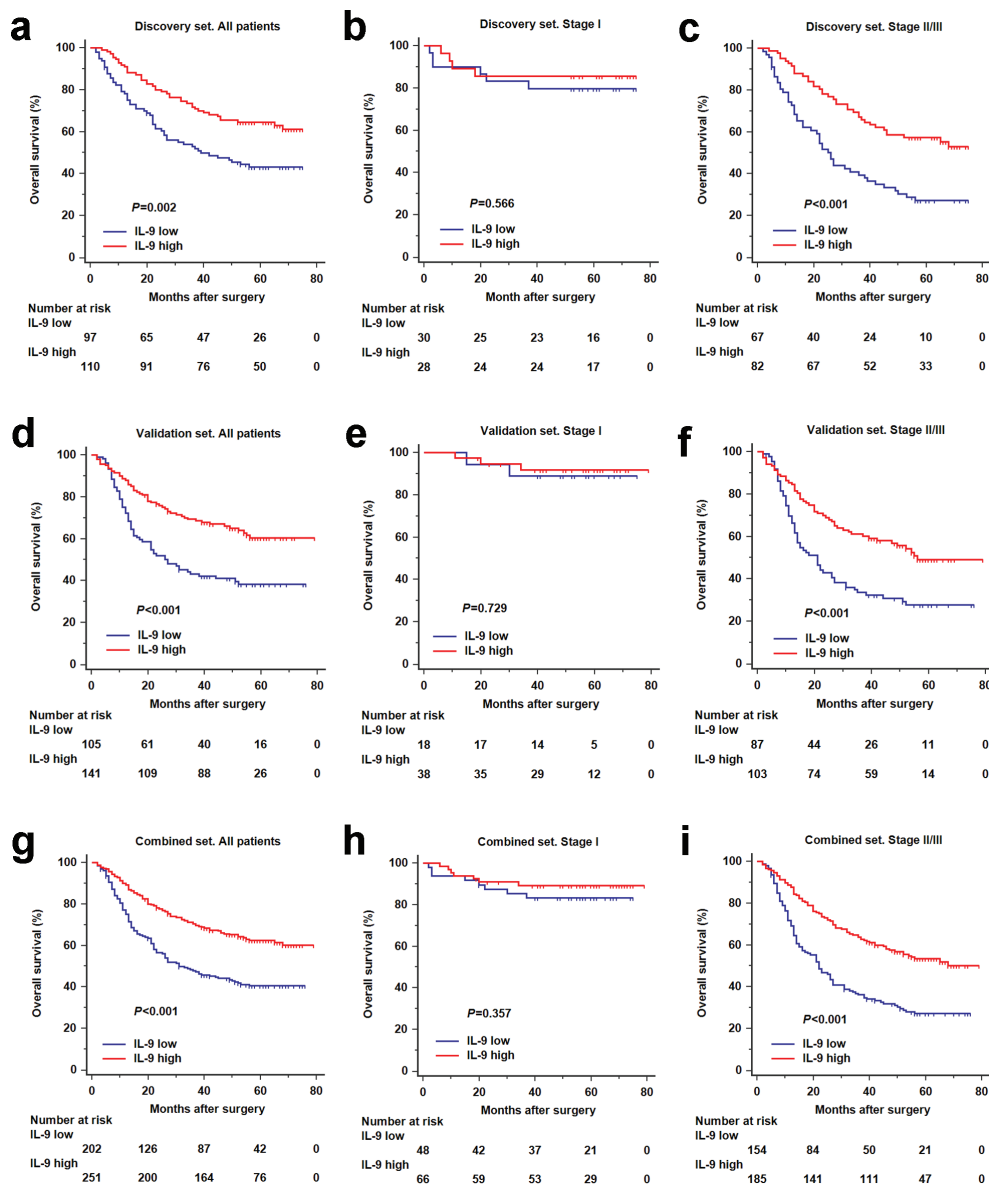 a
Discovery set. All patients
100
80
60
40
20
0
Overall survival (%)
P=0.002
IL-9 low
IL-9 high
0 20 40 60 80
Months after surgery
Number at risk
IL-9 low
97 65 47 26 0
IL-9 high
110 91 76 50 0
b
Discovery set. Stage I
100
80
60
40
20
0
Overall survival (%)
P=0.566
IL-9 low
IL-9 high
0 20 40 60 80
Months after surgery
Number at risk
IL-9 low
30 25 23 16 0
IL-9 high
28 24 24 17 0
c
Discovery set. Stage II/III
100
80
60
40
20
0
Overall survival (%)
P<0.001
IL-9 low
IL-9 high
0 20 40 60 80
Months after surgery
Number at risk
IL-9 low
67 40 24 10 0
IL-9 high
82 67 52 33 0
d
Validation set. All patients
100
80
60
40
20
0
Overall survival (%)
P<0.001
IL-9 low
IL-9 high
0 20 40 60 80
Months after surgery
Number at risk
IL-9 low
105 61 40 16 0
IL-9 high
141 109 88 26 0
e
Validation set. Stage I
100
80
60
40
20
0
Overall survival (%)
P=0.729
IL-9 low
IL-9 high
0 20 40 60 80
Months after surgery
Number at risk
IL-9 low
18 17 14 5 0
IL-9 high
38 35 29 12 0
f
Validation set. Stage II/III
100
80
60
40
20
0
Overall survival (%)
P<0.001
IL-9 low
IL-9 high
0 20 40 60 80
Months after surgery
Number at risk
IL-9 low
87 44 26 11 0
IL-9 high
103 74 59 14 0
g
Combined set. All patients
100
80
60
40
20
0
Overall survival (%)
P<0.001
IL-9 low
IL-9 high
0 20 40 60 80
Months after surgery
Number at risk
IL-9 low
202 126 87 42 0
IL-9 high
251 200 164 76 0
h
Combined set. Stage I
100
80
60
40
20
0
Overall survival (%)
P=0.357
IL-9 low
IL-9 high
0 20 40 60 80
Months after surgery
Number at risk
IL-9 low
48 42 37 21 0
IL-9 high
66 59 53 29 0
i
Combined set. Stage II/III
100
80
60
40
20
0
Overall survival (%)
P<0.001
IL-9 low
IL-9 high
0 20 40 60 80
Months after surgery
Number at risk
IL-9 low
154 84 50 21 0
IL-9 high
185 141 111 47 0